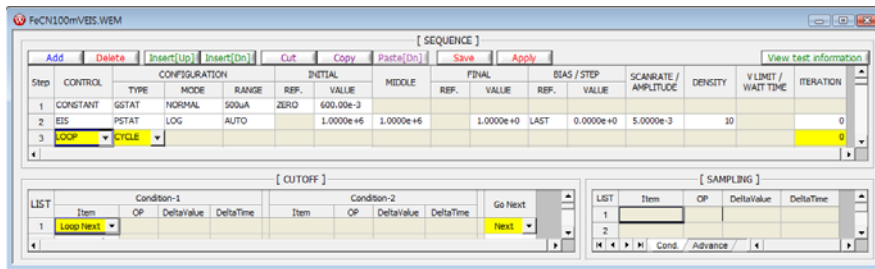 FeCN100mVEIS.WEM
[ SEQUENCE ]
Add Delete Insert[Up] Insert[Dn] Cut Copy Paste[Dn] Save Apply View test information
Step CONTROL CONFIGURATION INITIAL MIDDLE FINAL BIAS / STEP SCANRATE / AMPLITUDE DENSITY V LIMIT / WAIT TIME ITERATION
TYPE MODE RANGE REF. VALUE REF. VALUE REF. VALUE
1 CONSTANT GSTAT NORMAL 500uA ZERO 600.00e-3
2 EIS PSTAT LOG AUTO 1.0000e+6 1.0000e+6 1.0000e+0 LAST 0.0000e+0 5.0000e-3 10 0
3 LOOP CYCLE 0
[ CUTOFF ]
LIST Condition-1 Condition-2 Go Next
Item OP DeltaValue DeltaTime Item OP DeltaValue DeltaTime
1 Loop Next Next
[ SAMPLING ]
LIST Item OP DeltaValue DeltaTime
1
2
Cond. Advance